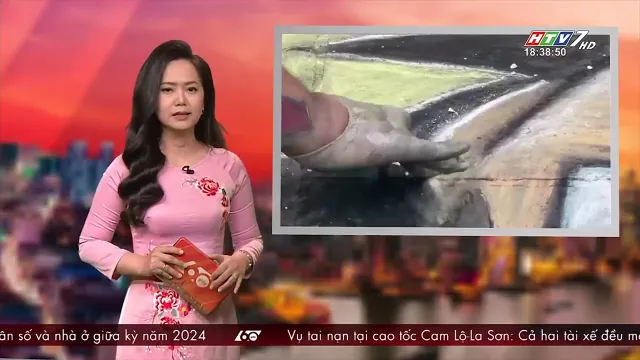 HTV7 HD
18:38:50
ân số và nhà ở giữa kỳ năm 2024 60 Vụ tai nạn tại cao tốc Cam Lộ-La Sơn: Cả hai tài xế đều m